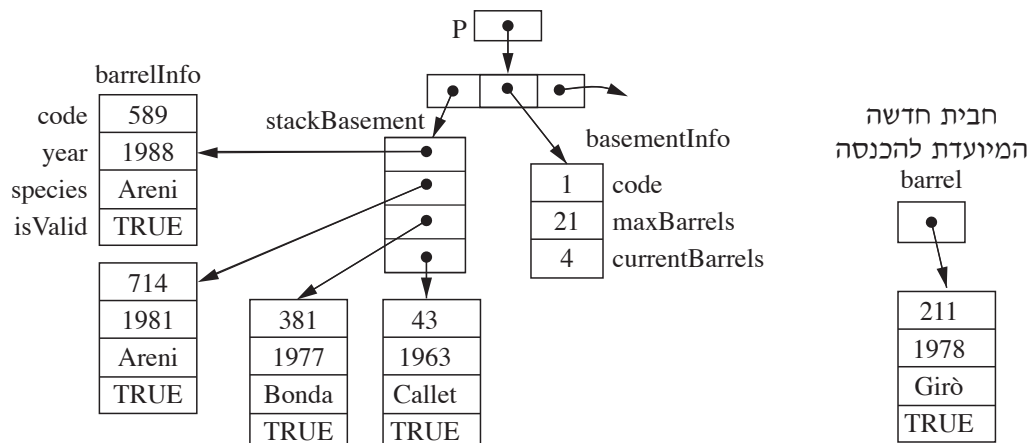 P
barrelInfo
code 589
year 1988
species Areni
isValid TRUE
714
1981
Areni
TRUE
stackBasement
381
1977
Bonda
TRUE
43
1963
Callet
TRUE
basementInfo
1 code
21 maxBarrels
4 currentBarrels
חבית חדשה
המיועדת להכנסה
barrel
211
1978
Girò
TRUE